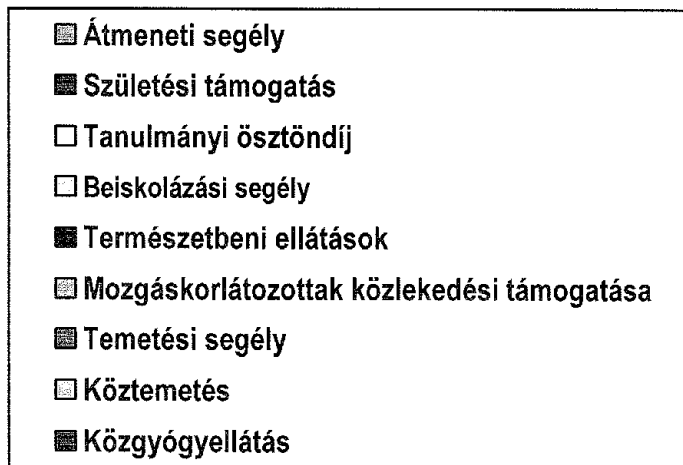 Átmeneti segély
Születési támogatás
Tanulmányi ösztöndíj
Beiskolázási segély
Természetbeni ellátások
Mozgáskorlátozottak közlekedési támogatása
Temetési segély
Köztemetés
Közgyógyellátás